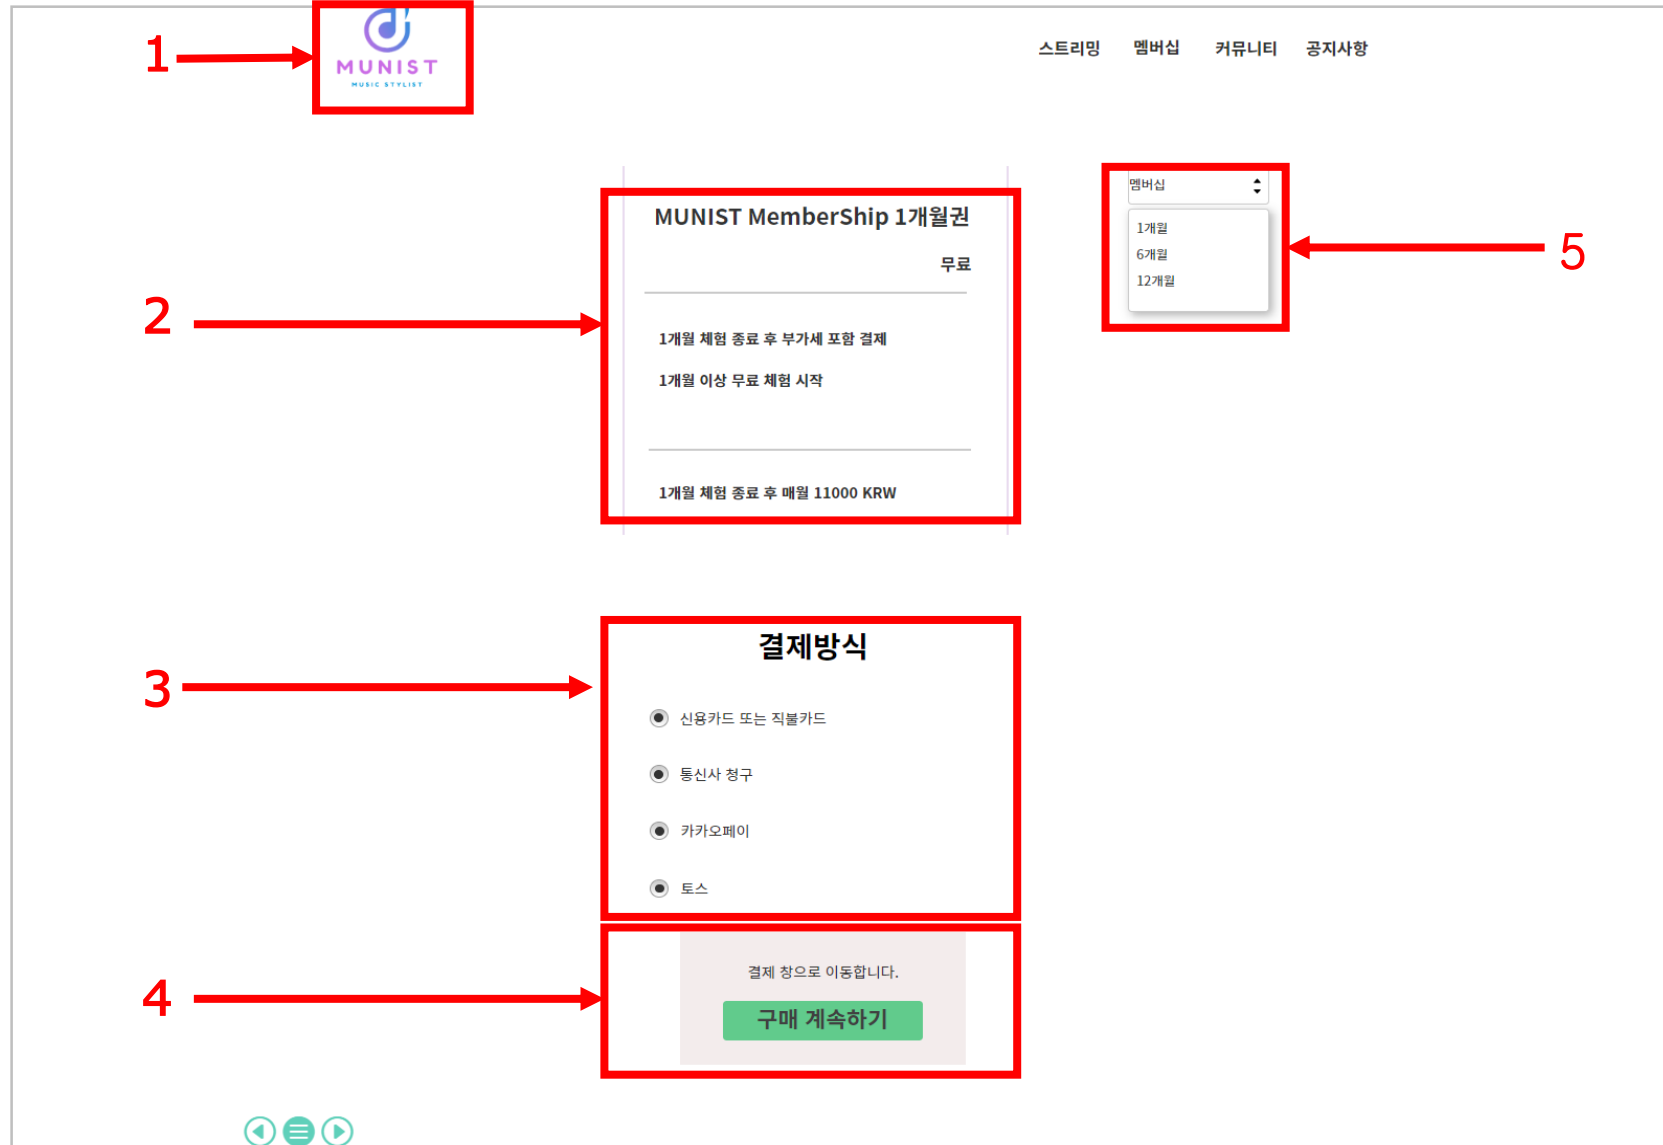 1
MUNIST
MUSIC STYLIST
스트리밍 멤버십 커뮤니티 공지사항
2
MUNIST MemberShip 1개월권
무료
1개월 체험 종료 후 부가세 포함 결제
1개월 이상 무료 체험 시작
1개월 체험 종료 후 매월 11000 KRW
멤버십
1개월
6개월
12개월
5
3
결제방식
신용카드 또는 직불카드
통신사 청구
카카오페이
토스
4
결제 창으로 이동합니다.
구매 계속하기